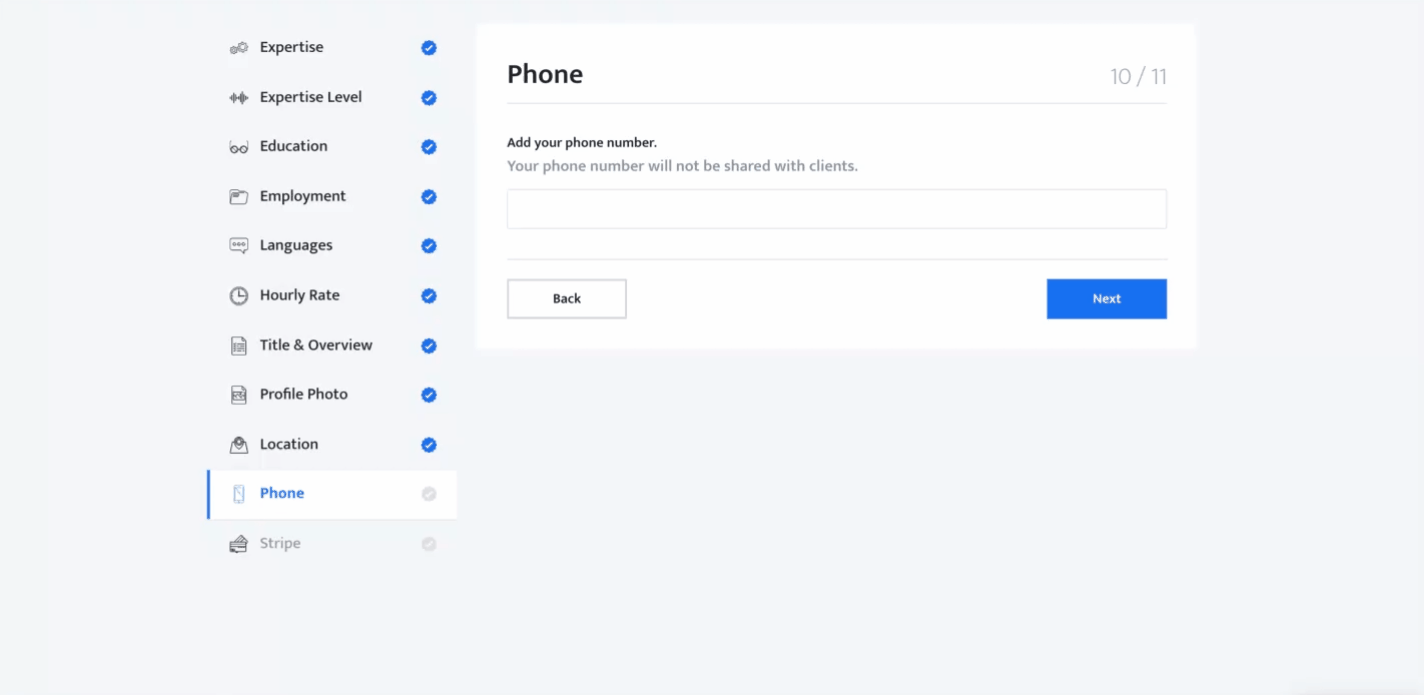 Expertise
Expertise Level
Education
Employment
Languages
Hourly Rate
Title & Overview
Profile Photo
Location
Phone
Stripe
Phone
10 / 11
Add your phone number.
Your phone number will not be shared with clients.
Back
Next